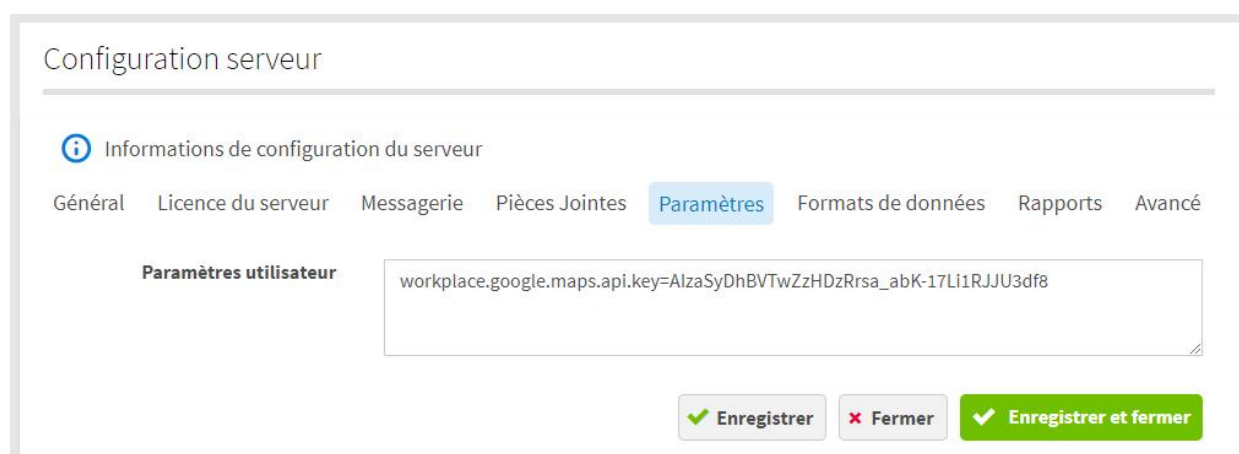 Configuration serveur
Informations de configuration du serveur
Général Licence du serveur Messagerie Pièces Jointes Paramètres Formats de données Rapports Avancé
Paramètres utilisateur workplace.google.maps.api.key=AIzaSyDhBVTwZzHDzRrsa_abK-17Li1RJJU3df8
Enregistrer Fermer Enregistrer et fermer